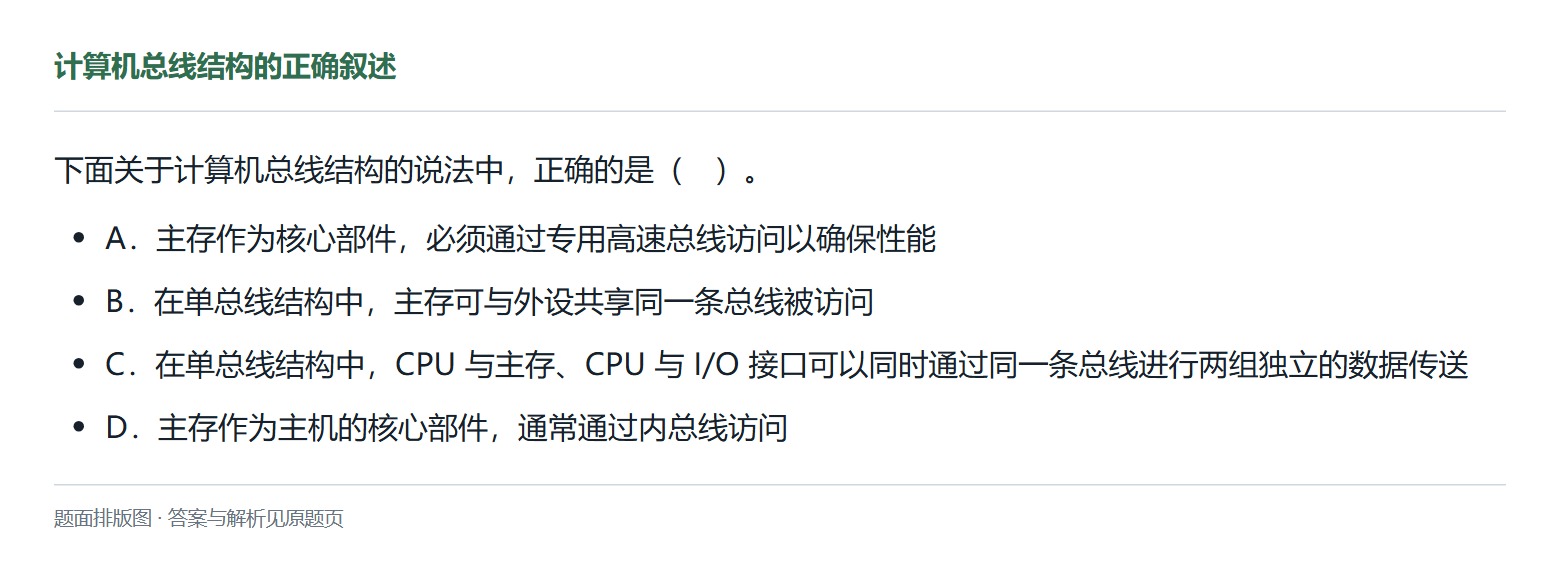 计算机总线结构的正确叙述
下面关于计算机总线结构的说法中，正确的是（　）。
• A．主存作为核心部件，必须通过专用高速总线访问以确保性能
• B．在单总线结构中，主存可与外设共享同一条总线被访问
• C．在单总线结构中，CPU 与主存、CPU 与 I/O 接口可以同时通过同一条总线进行两组独立的数据传送
• D．主存作为主机的核心部件，通常通过内总线访问
题面排版图 · 答案与解析见原题页